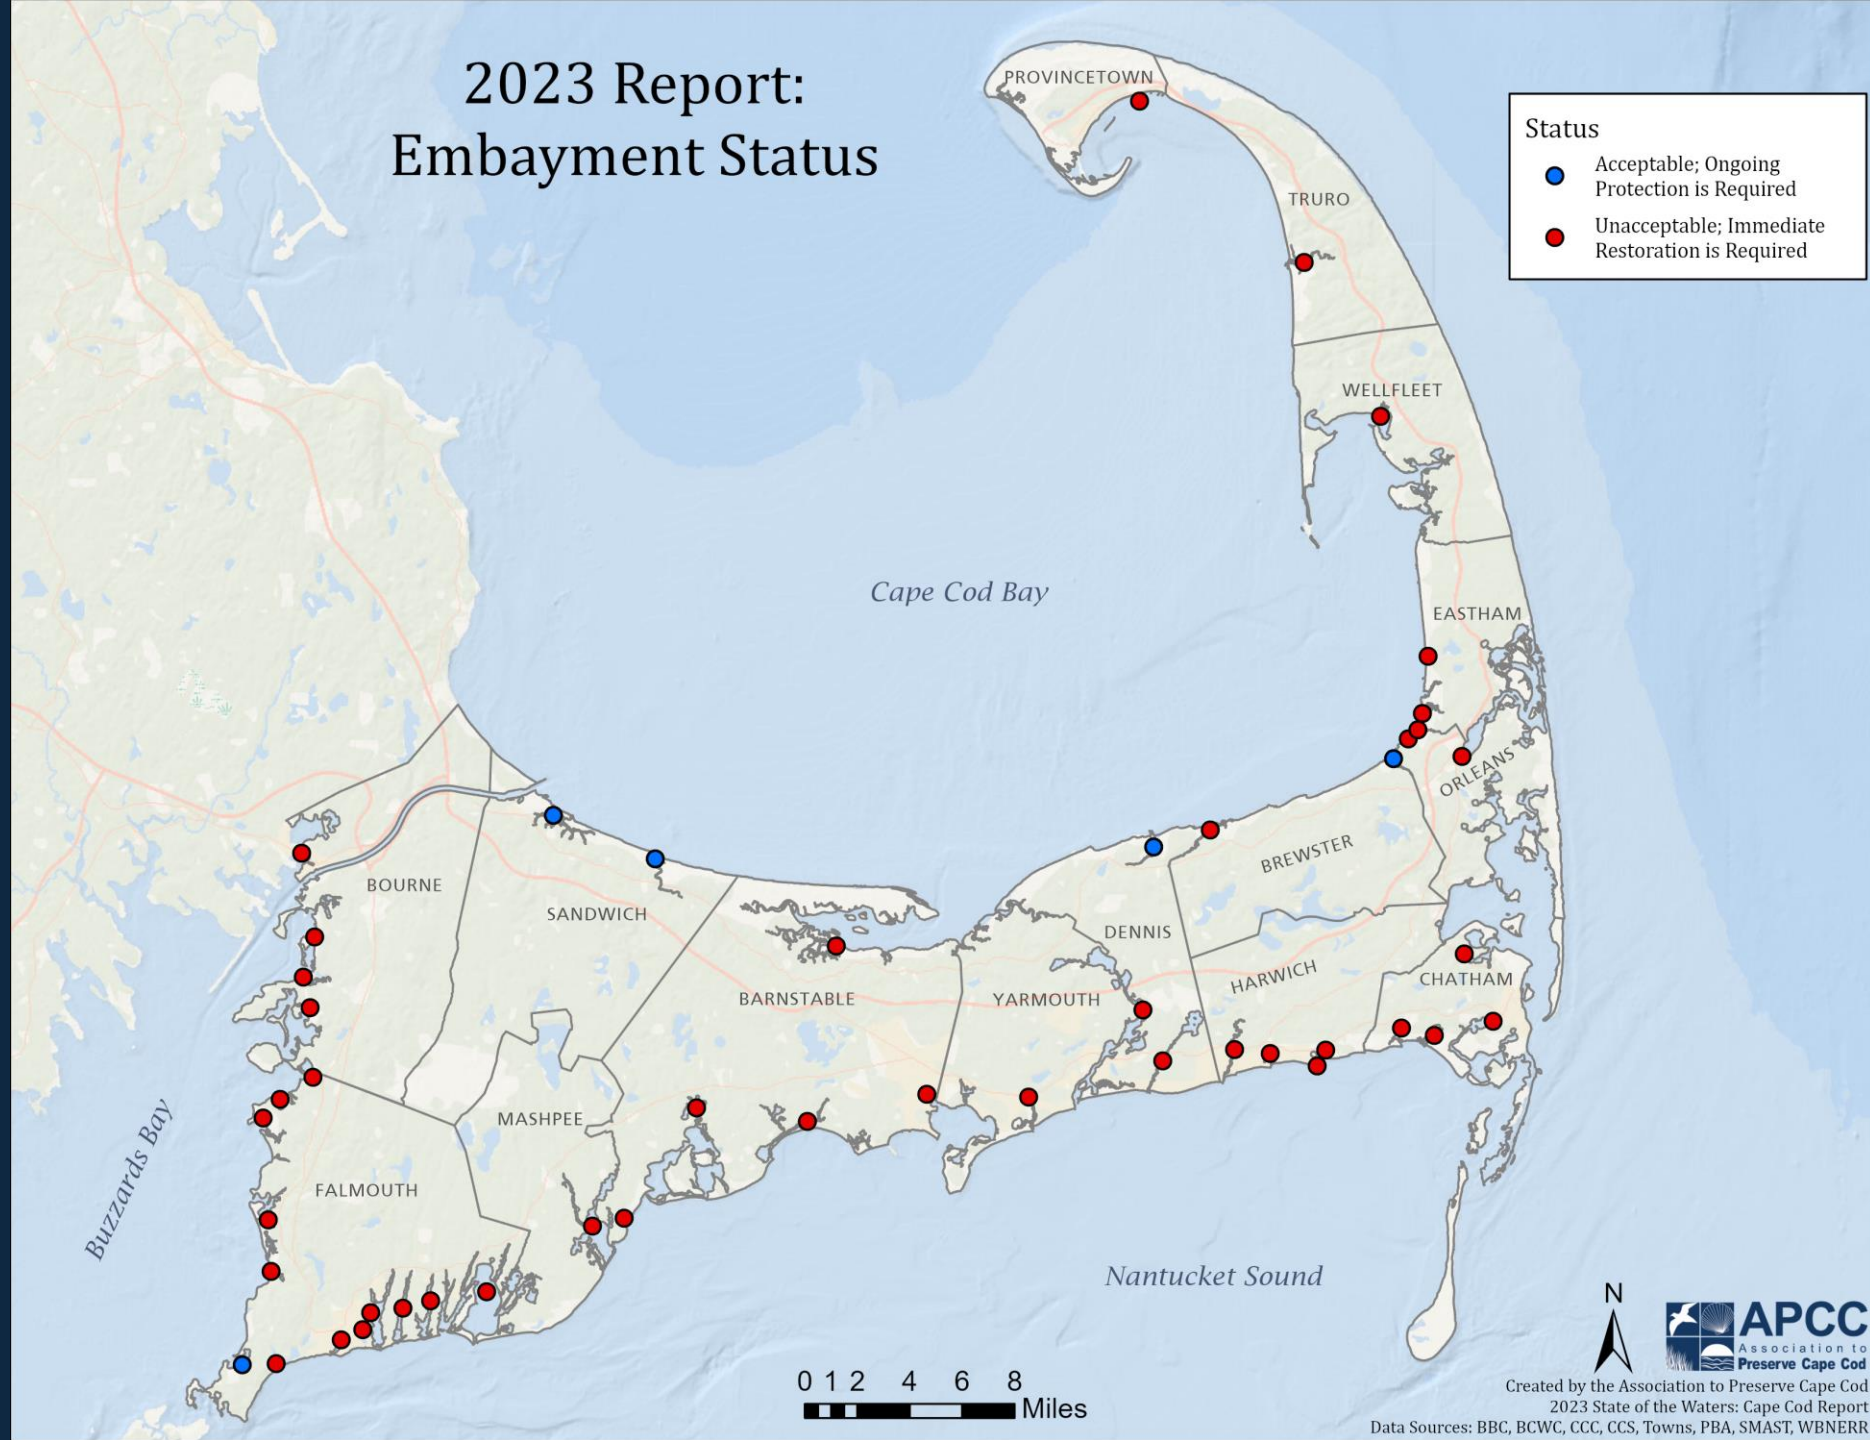 2023 Report:
Embayment Status
Status
Acceptable; Ongoing
Protection is Required
Unacceptable; Immediate
Restoration is Required
PROVINCETOWN
TRURO
WELLFLEET
Cape Cod Bay
EASTHAM
ORLEANS
BREWSTER
BOURNE
SANDWICH
DENNIS
HARWICH
CHATHAM
BARNSTABLE
YARMOUTH
MASHPEE
Buzzards Bay
FALMOUTH
Nantucket Sound
N
APCC
Association to
Preserve Cape Cod
0 1 2 4 6 8
Miles
Created by the Association to Preserve Cape Cod
2023 State of the Waters: Cape Cod Report
Data Sources: BBC, BCWC, CCC, CCS, Towns, PBA, SMAST, WBNERR